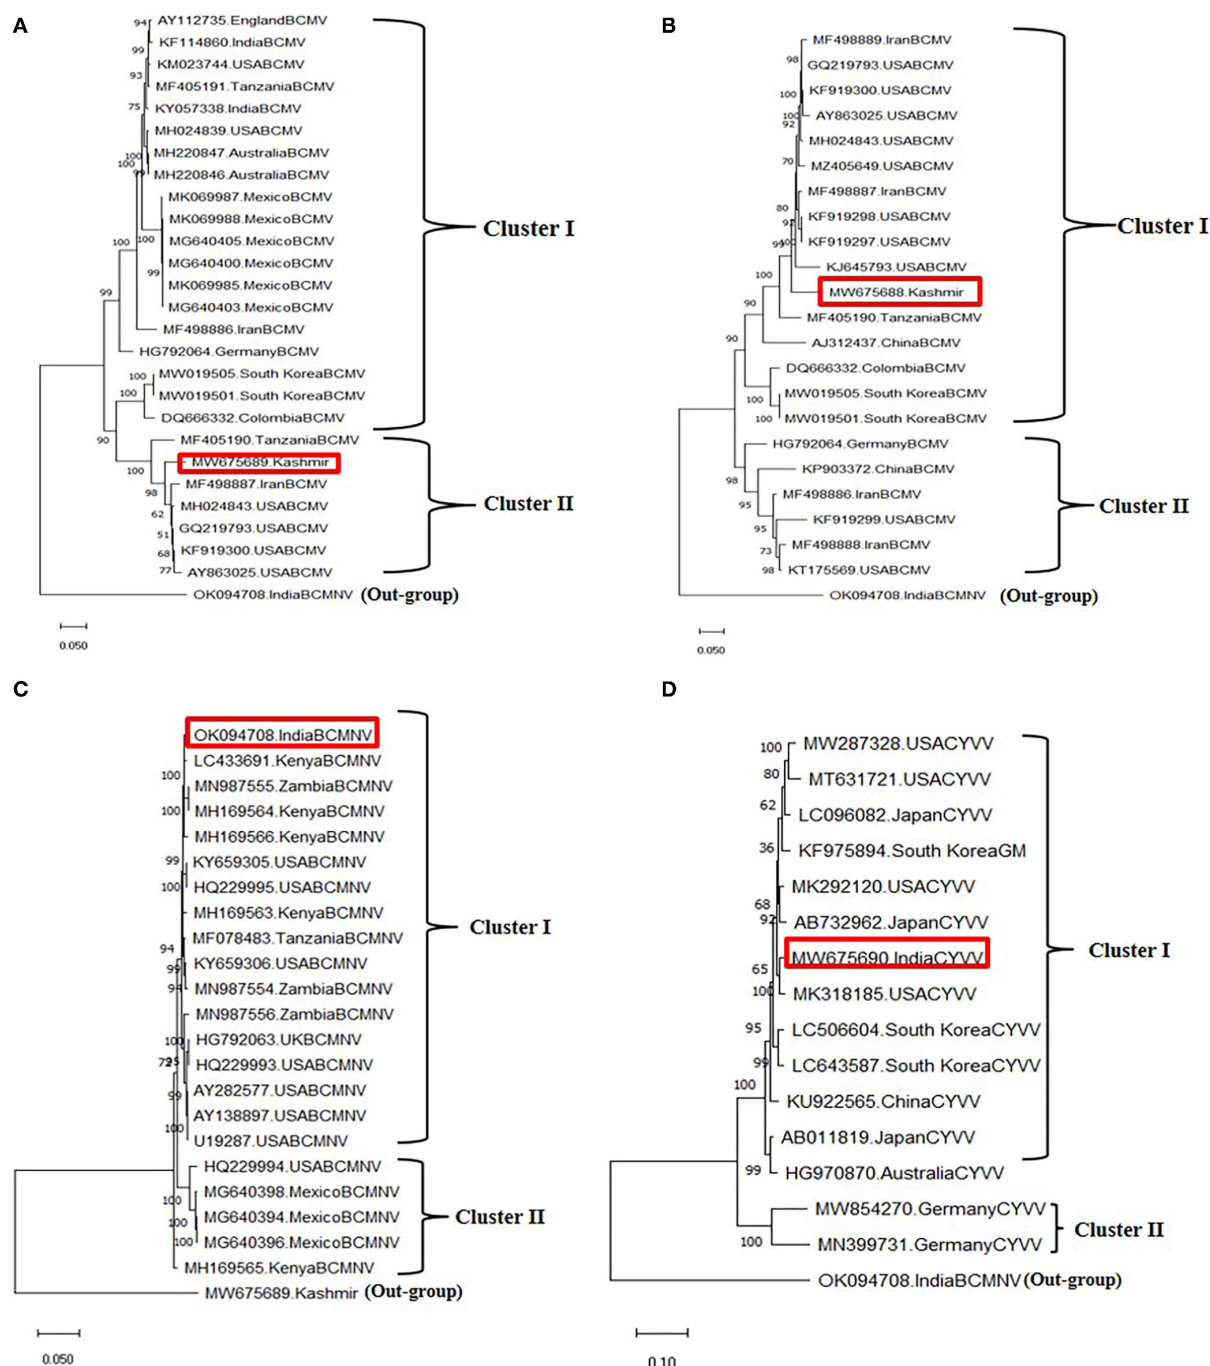 A
94
AY112735.EnglandBCMV
KF114860.IndiaBCMV
99
KM023744.USABCMV
93
MF405191.TanzaniaBCMV
75
KY057338.IndiaBCMV
MH024839.USABCMV
100
MH220847.AustraliaBCMV
100
99
MH220846.AustraliaBCMV
MK069987.MexicoBCMV
MK069988.MexicoBCMV
Cluster I
100
100
MG640405.MexicoBCMV
MG640400.MexicoBCMV
99
MK069985.MexicoBCMV
99
MG640403.MexicoBCMV
MF498886.IranBCMV
HG792064.GermanyBCMV
100
MW019505.South KoreaBCMV
100
MW019501.South KoreaBCMV
DQ666332.ColombiaBCMV
90
MF405190.TanzaniaBCMV
100
MW675689.Kashmir
MF498887.IranBCMV
98
MH024843.USABCMV
Cluster II
62
GQ219793.USABCMV
51
KF919300.USABCMV
68
AY863025.USABCMV
77
OK094708.IndiaBCMNV (Out-group)
0.050
B
MF498889.IranBCMV
98
GQ219793.USABCMV
100
KF919300.USABCMV
100
AY863025.USABCMV
92
MH024843.USABCMV
70
MZ405649.USABCMV
MF498887.IranBCMV
80
KF919298.USABCMV
Cluster I
KF919297.USABCMV
100
KJ645793.USABCMV
MW675688.Kashmir
90
MF405190.TanzaniaBCMV
90
AJ312437.ChinaBCMV
DQ666332.ColombiaBCMV
100
MW019505.South KoreaBCMV
100
MW019501.South KoreaBCMV
HG792064.GermanyBCMV
98
KP903372.ChinaBCMV
95
MF498886.IranBCMV
Cluster II
95
KF919299.USABCMV
73
MF498888.IranBCMV
98
KT175569.USABCMV
OK094708.IndiaBCMNV (Out-group)
0.050
C
OK094708.IndiaBCMNV
LC433691.KenyaBCMNV
100
MN987555.ZambiaBCMNV
100
MH169564.KenyaBCMNV
MH169566.KenyaBCMNV
99
KY659305.USABCMNV
100
HQ229995.USABCMNV
MH169563.KenyaBCMNV
Cluster I
94
MF078483.TanzaniaBCMNV
99
KY659306.USABCMNV
94
MN987554.ZambiaBCMNV
MN987556.ZambiaBCMNV
100
HG792063.UKBCMNV
HQ229993.USABCMNV
99
AY282577.USABCMNV
AY138897.USABCMNV
100
U19287.USABCMNV
HQ229994.USABCMNV
100
MG640398.MexicoBCMNV
100
MG640394.MexicoBCMNV
Cluster II
100
MG640396.MexicoBCMNV
MH169565.KenyaBCMNV
MW675689.Kashmir (Out-group)
0.050
D
100
MW287328.USACYVV
80
MT631721.USACYVV
62
LC096082.JapanCYVV
36
KF975894.South KoreaGM
MK292120.USACYVV
68
92
AB732962.JapanCYVV
MW675690.IndiaCYVV
Cluster I
65
100
MK318185.USACYVV
95
LC506604.South KoreaCYVV
99
LC643587.South KoreaCYVV
100
KU922565.ChinaCYVV
AB011819.JapanCYVV
99
HG970870.AustraliaCYVV
MW854270.GermanyCYVV
Cluster II
100
MN399731.GermanyCYVV
OK094708.IndiaBCMNV (Out-group)
0.10